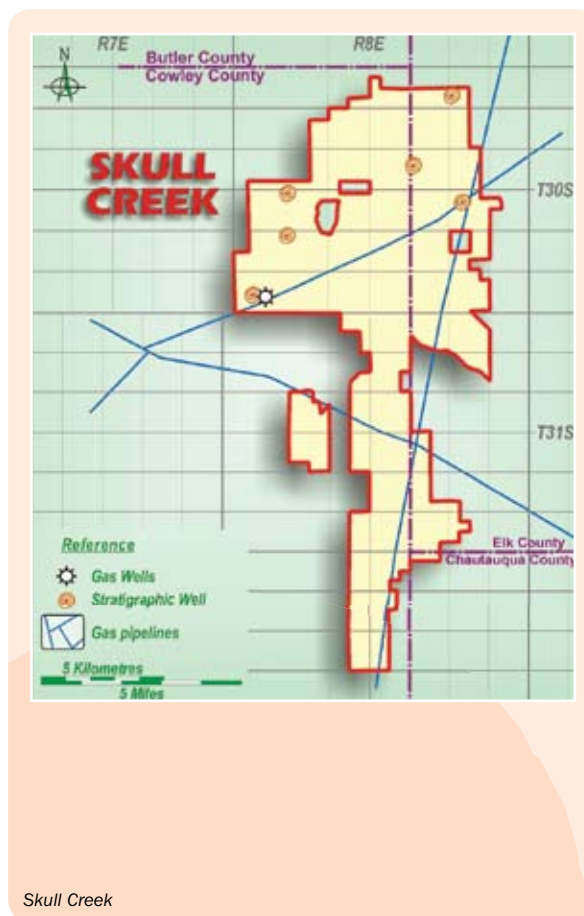 R7E
R8E
N
Butler County
Cowley County
SKULL
CREEK
T30S
T31S
Elk County
Chautauqua County
Reference
Gas Wells
Stratigraphic Well
Gas pipelines
5 Kilometres
5 Miles
Skull Creek